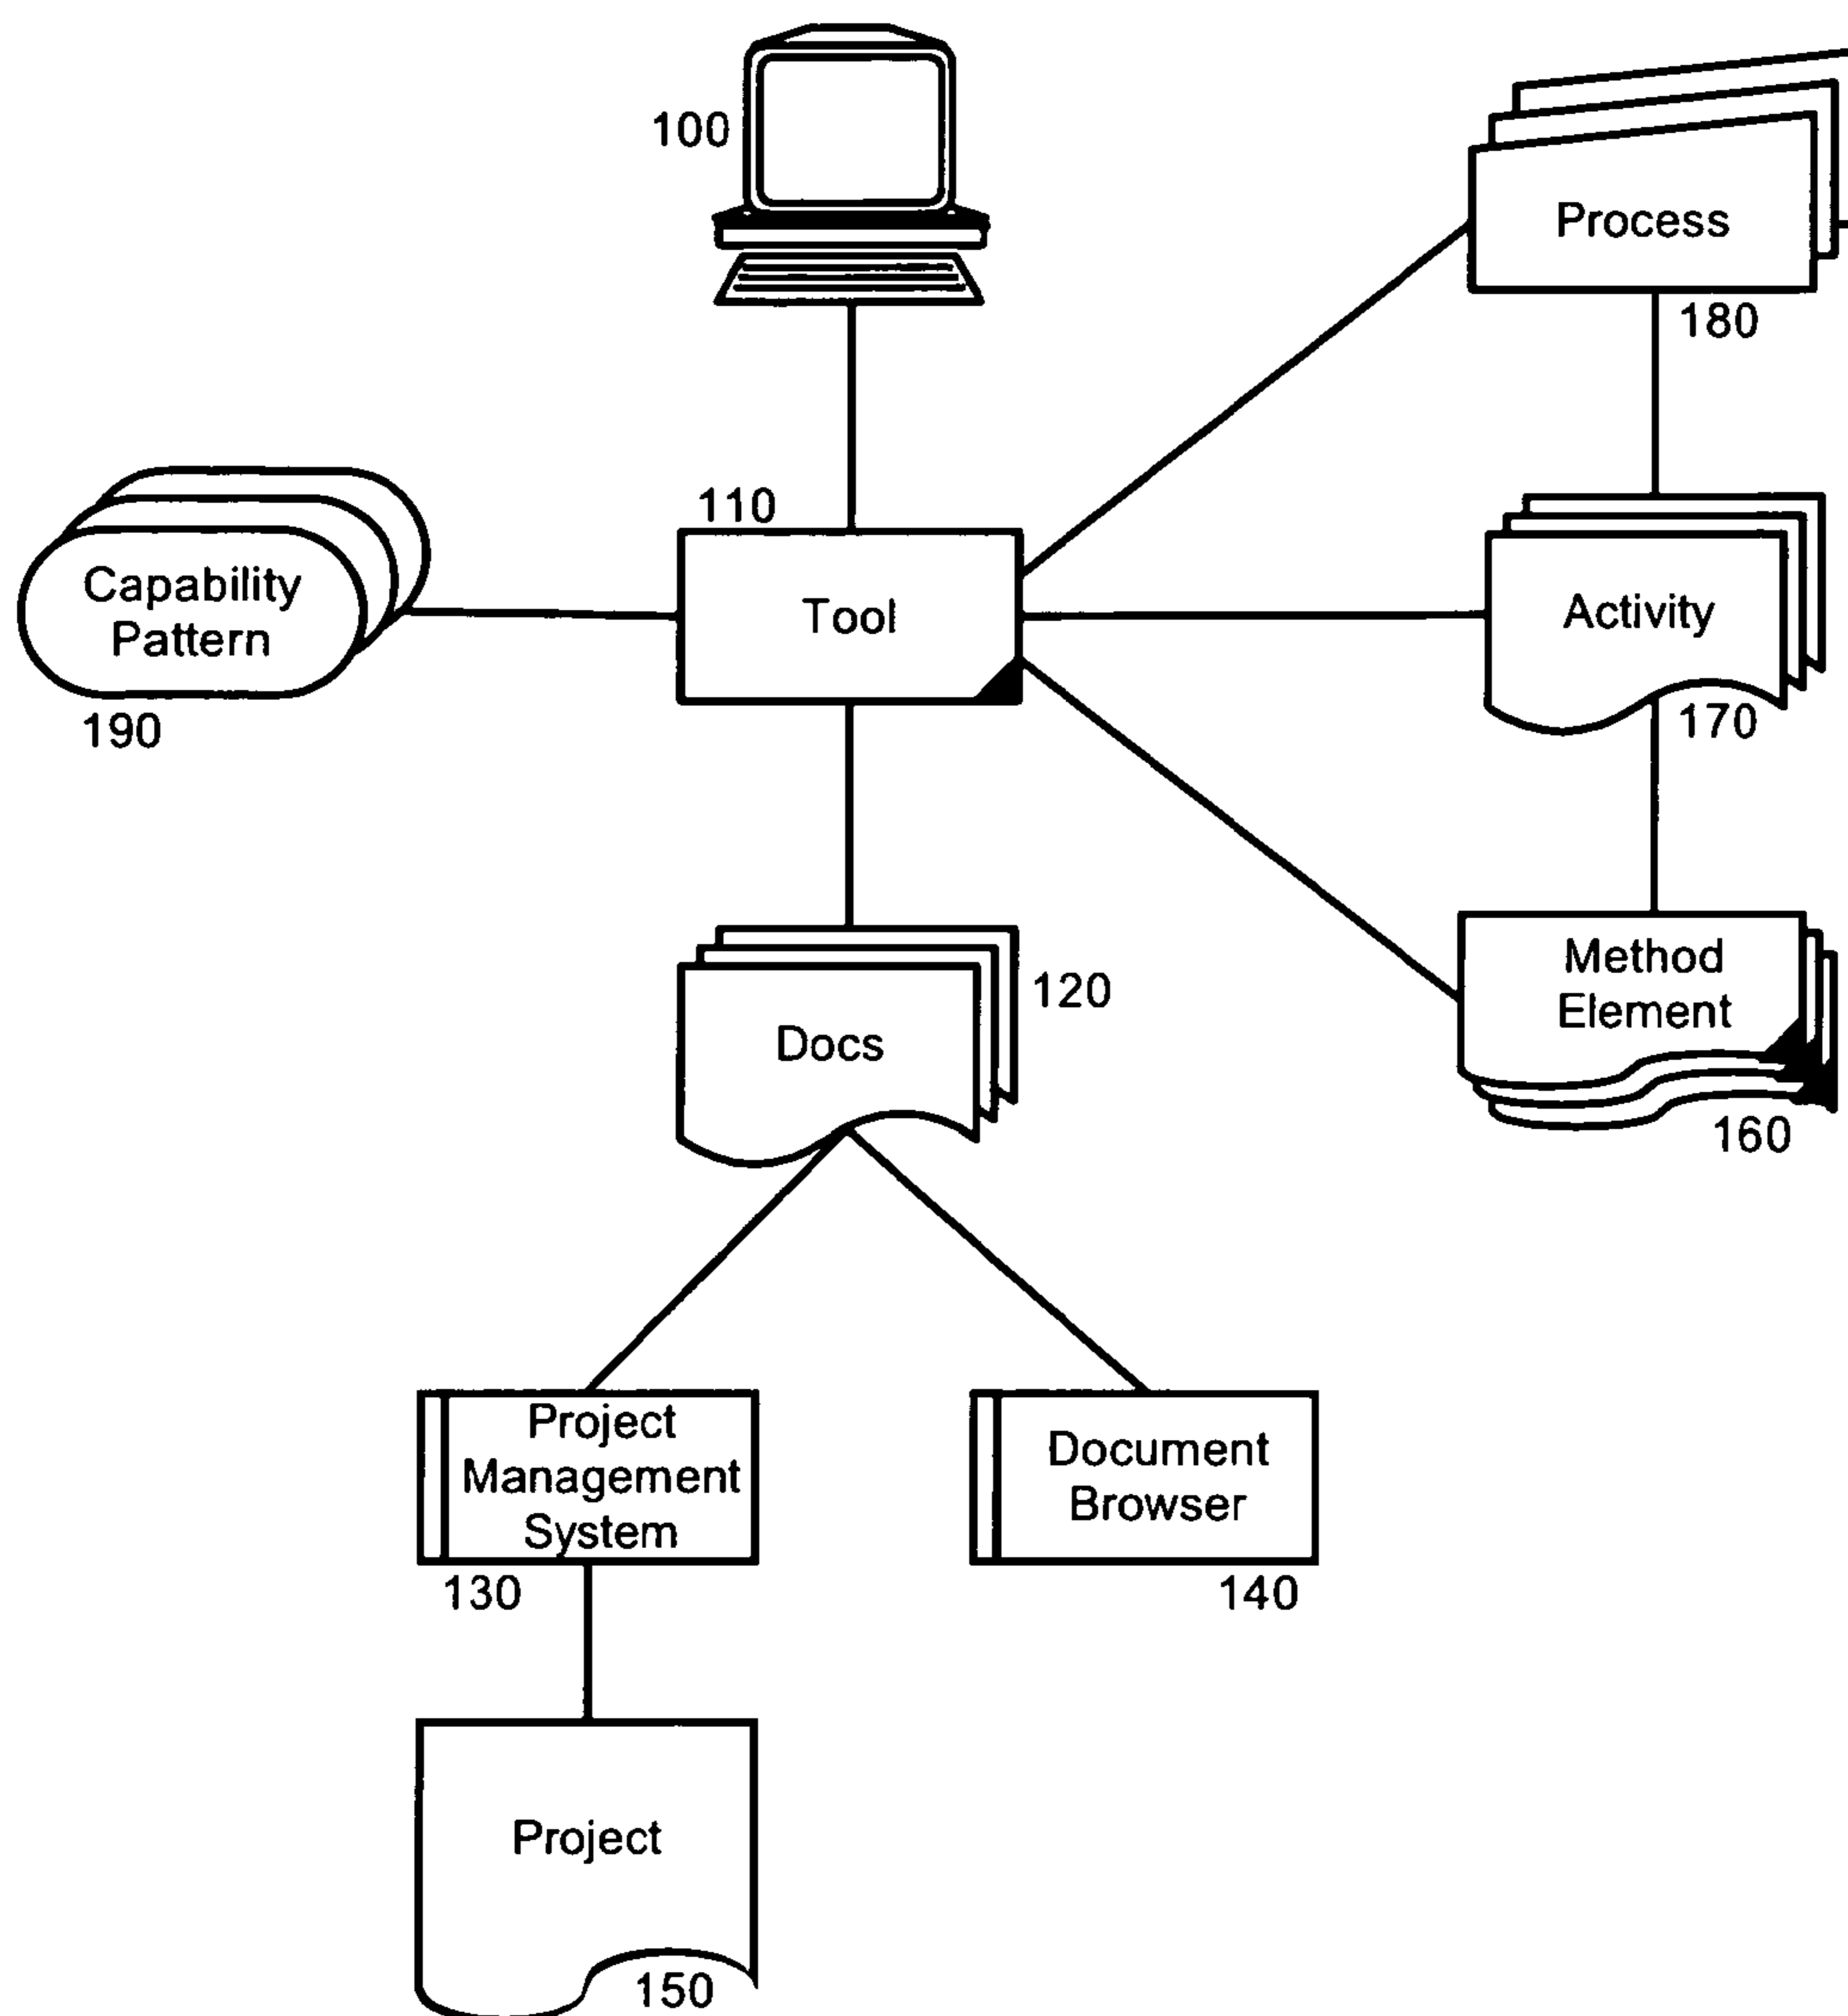 100
Process
180
110
Capability
Pattern
190
Tool
Activity
170
Docs
120
Method
Element
160
Project
Management
System
130
Document
Browser
140
Project
150